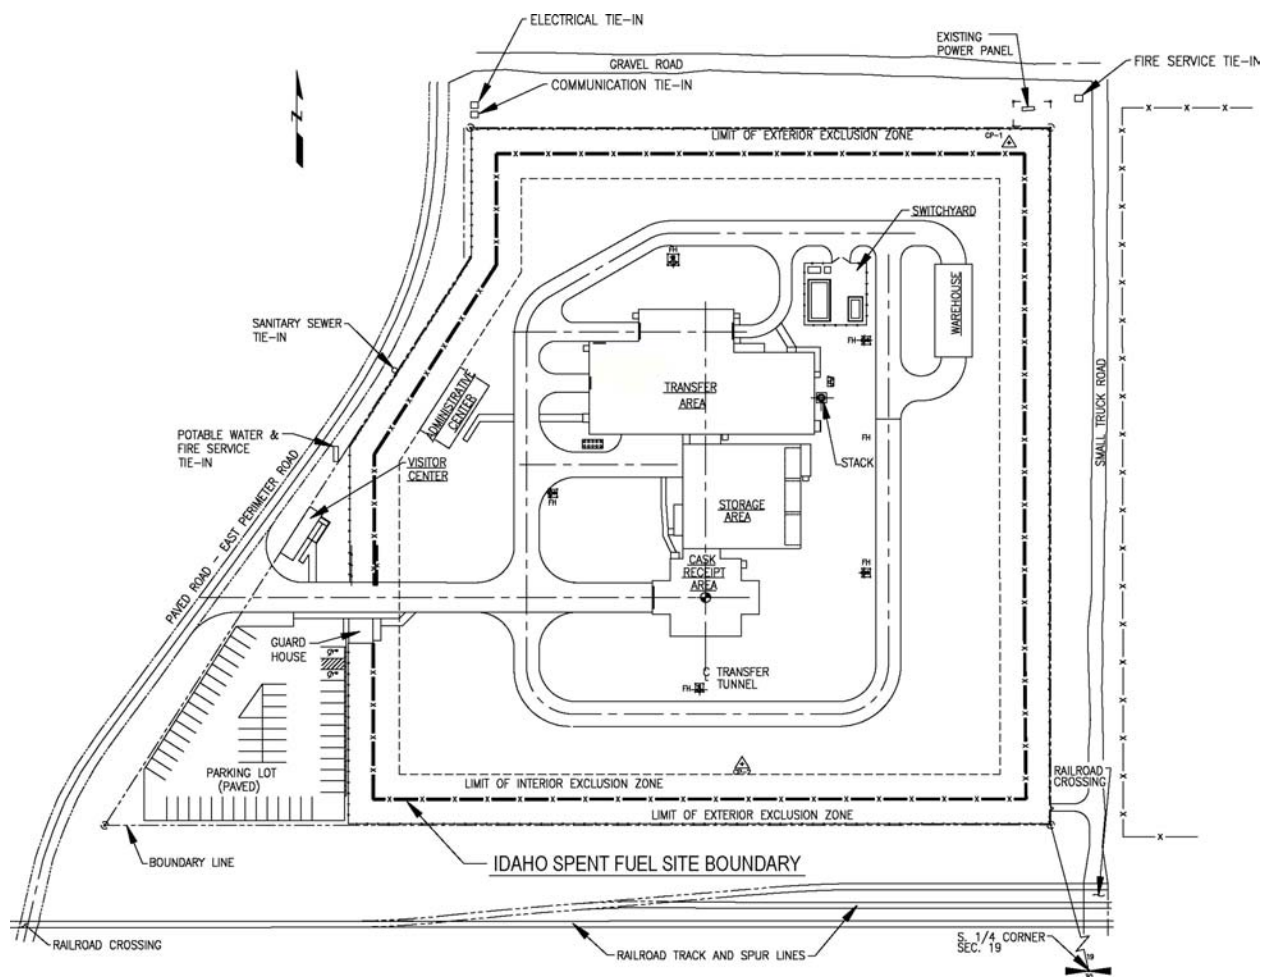 ELECTRICAL TIE-IN
EXISTING
POWER PANEL
FIRE SERVICE TIE-IN
GRAVEL ROAD
COMMUNICATION TIE-IN
N
LIMIT OF EXTERIOR EXCLUSION ZONE
CP-1
SWITCHYARD
FH
WAREHOUSE
SANITARY SEWER
TIE-IN
FH
SMALL TRUCK ROAD
ADMINISTRATIVE
CENTER
TRANSFER
AREA
FH
POTABLE WATER &
FIRE SERVICE
TIE-IN
VISITOR
CENTER
FH
STACK
PAVED ROAD - EAST PERIMETER ROAD
FH
STORAGE
AREA
CASK
RECEIPT
AREA
FH
GUARD
HOUSE
℄ TRANSFER
TUNNEL
FH
PARKING LOT
(PAVED)
LIMIT OF INTERIOR EXCLUSION ZONE
RAILROAD
CROSSING
LIMIT OF EXTERIOR EXCLUSION ZONE
BOUNDARY LINE
IDAHO SPENT FUEL SITE BOUNDARY
RAILROAD CROSSING
RAILROAD TRACK AND SPUR LINES
S. 1/4 CORNER
SEC. 19
19
30